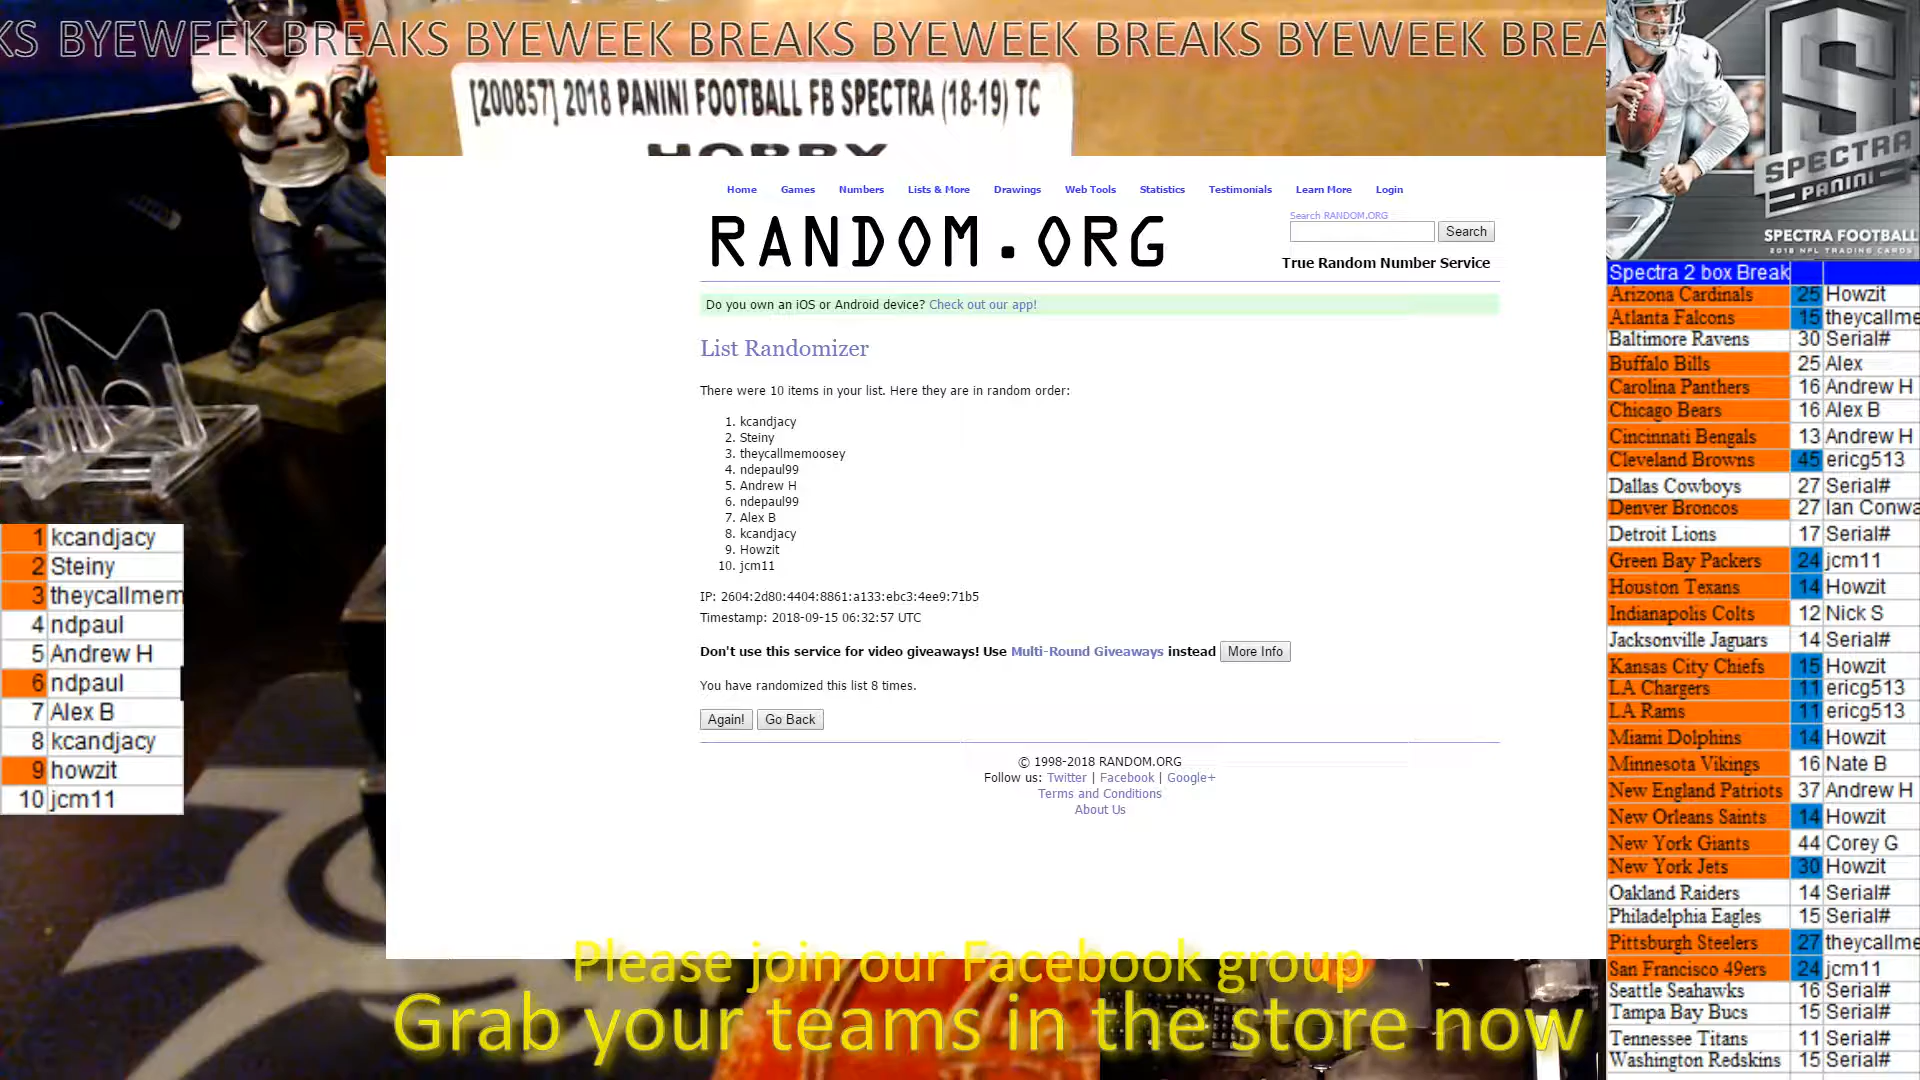 KS BYEWEEK BREAKS BYEWEEK BREAKS BYEWEEK BREAKS BYEWEEK BREA
[200857] 2018 PANINI FOOTBALL FB SPECTRA (18-19) TC
HOBBY
23
Home Games Numbers Lists & More Drawings Web Tools Statistics Testimonials Learn More Login
RANDOM.ORG
Search RANDOM.ORG
Search
True Random Number Service
Do you own an iOS or Android device? Check out our app!
List Randomizer
There were 10 items in your list. Here they are in random order:
1. kcandjacy
2. Steiny
3. theycallmemoosey
4. ndepaul99
5. Andrew H
6. ndepaul99
7. Alex B
8. kcandjacy
9. Howzit
10. jcm11
IP: 2604:2d80:4404:8861:a133:ebc3:4ee9:71b5
Timestamp: 2018-09-15 06:32:57 UTC
Don't use this service for video giveaways! Use Multi-Round Giveaways instead More Info
You have randomized this list 8 times.
Again! Go Back
© 1998-2018 RANDOM.ORG
Follow us: Twitter | Facebook | Google+
Terms and Conditions
About Us
1 kcandjacy
2 Steiny
3 theycallmem
4 ndpaul
5 Andrew H
6 ndpaul
7 Alex B
8 kcandjacy
9 howzit
10 jcm11
SPECTRA
PANINI
SPECTRA FOOTBALL
2018 NFL TRADING CARDS
Spectra 2 box Break
Arizona Cardinals 25 Howzit
Atlanta Falcons 15 theycallme
Baltimore Ravens 30 Serial#
Buffalo Bills 25 Alex
Carolina Panthers 16 Andrew H
Chicago Bears 16 Alex B
Cincinnati Bengals 13 Andrew H
Cleveland Browns 45 ericg513
Dallas Cowboys 27 Serial#
Denver Broncos 27 Ian Conwa
Detroit Lions 17 Serial#
Green Bay Packers 24 jcm11
Houston Texans 14 Howzit
Indianapolis Colts 12 Nick S
Jacksonville Jaguars 14 Serial#
Kansas City Chiefs 15 Howzit
LA Chargers 11 ericg513
LA Rams 11 ericg513
Miami Dolphins 14 Howzit
Minnesota Vikings 16 Nate B
New England Patriots 37 Andrew H
New Orleans Saints 14 Howzit
New York Giants 44 Corey G
New York Jets 30 Howzit
Oakland Raiders 14 Serial#
Philadelphia Eagles 15 Serial#
Pittsburgh Steelers 27 theycallme
San Francisco 49ers 24 jcm11
Seattle Seahawks 16 Serial#
Tampa Bay Bucs 15 Serial#
Tennessee Titans 11 Serial#
Washington Redskins 15 Serial#
Please join our Facebook group
Grab your teams in the store now